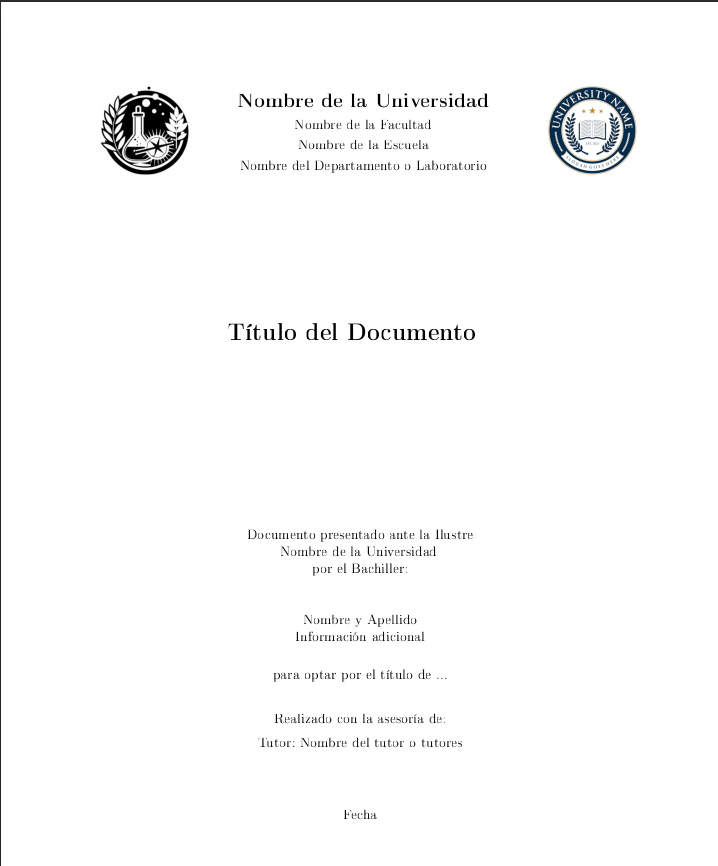 Nombre de la Universidad
Nombre de la Facultad
Nombre de la Escuela
Nombre del Departamento o Laboratorio
UNIVERSITY NAME
Título del Documento
Documento presentado ante la Ilustre
Nombre de la Universidad
por el Bachiller:
Nombre y Apellido
Información adicional
para optar por el título de ...
Realizado con la asesoría de:
Tutor: Nombre del tutor o tutores
Fecha